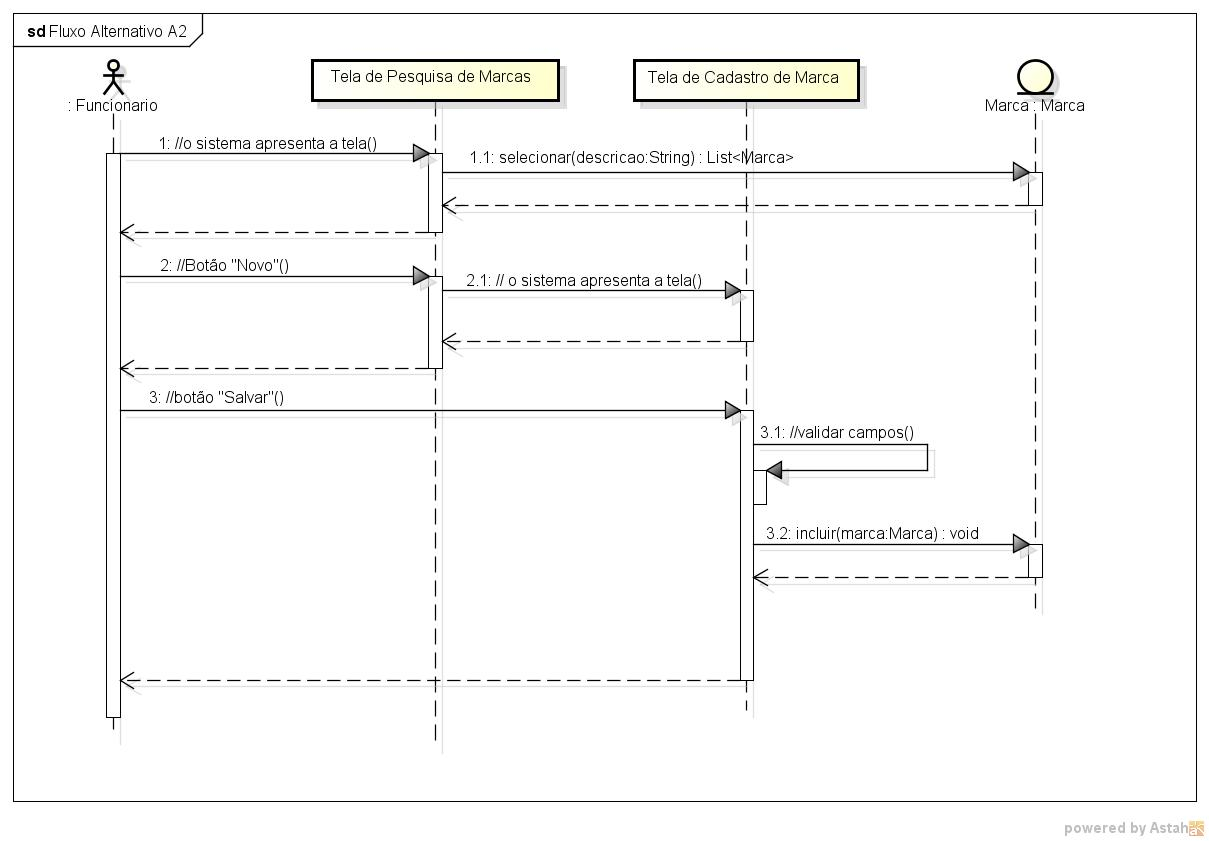 sd Fluxo Alternativo A2
Tela de Pesquisa de Marcas
Tela de Cadastro de Marca
: Funcionario
Marca : Marca
1: //o sistema apresenta a tela()
1.1: selecionar(descricao:String) : List<Marca>
2: //Botão "Novo"()
2.1: // o sistema apresenta a tela()
3: //botão "Salvar"()
3.1: //validar campos()
3.2: incluir(marca:Marca) : void
powered by Astah